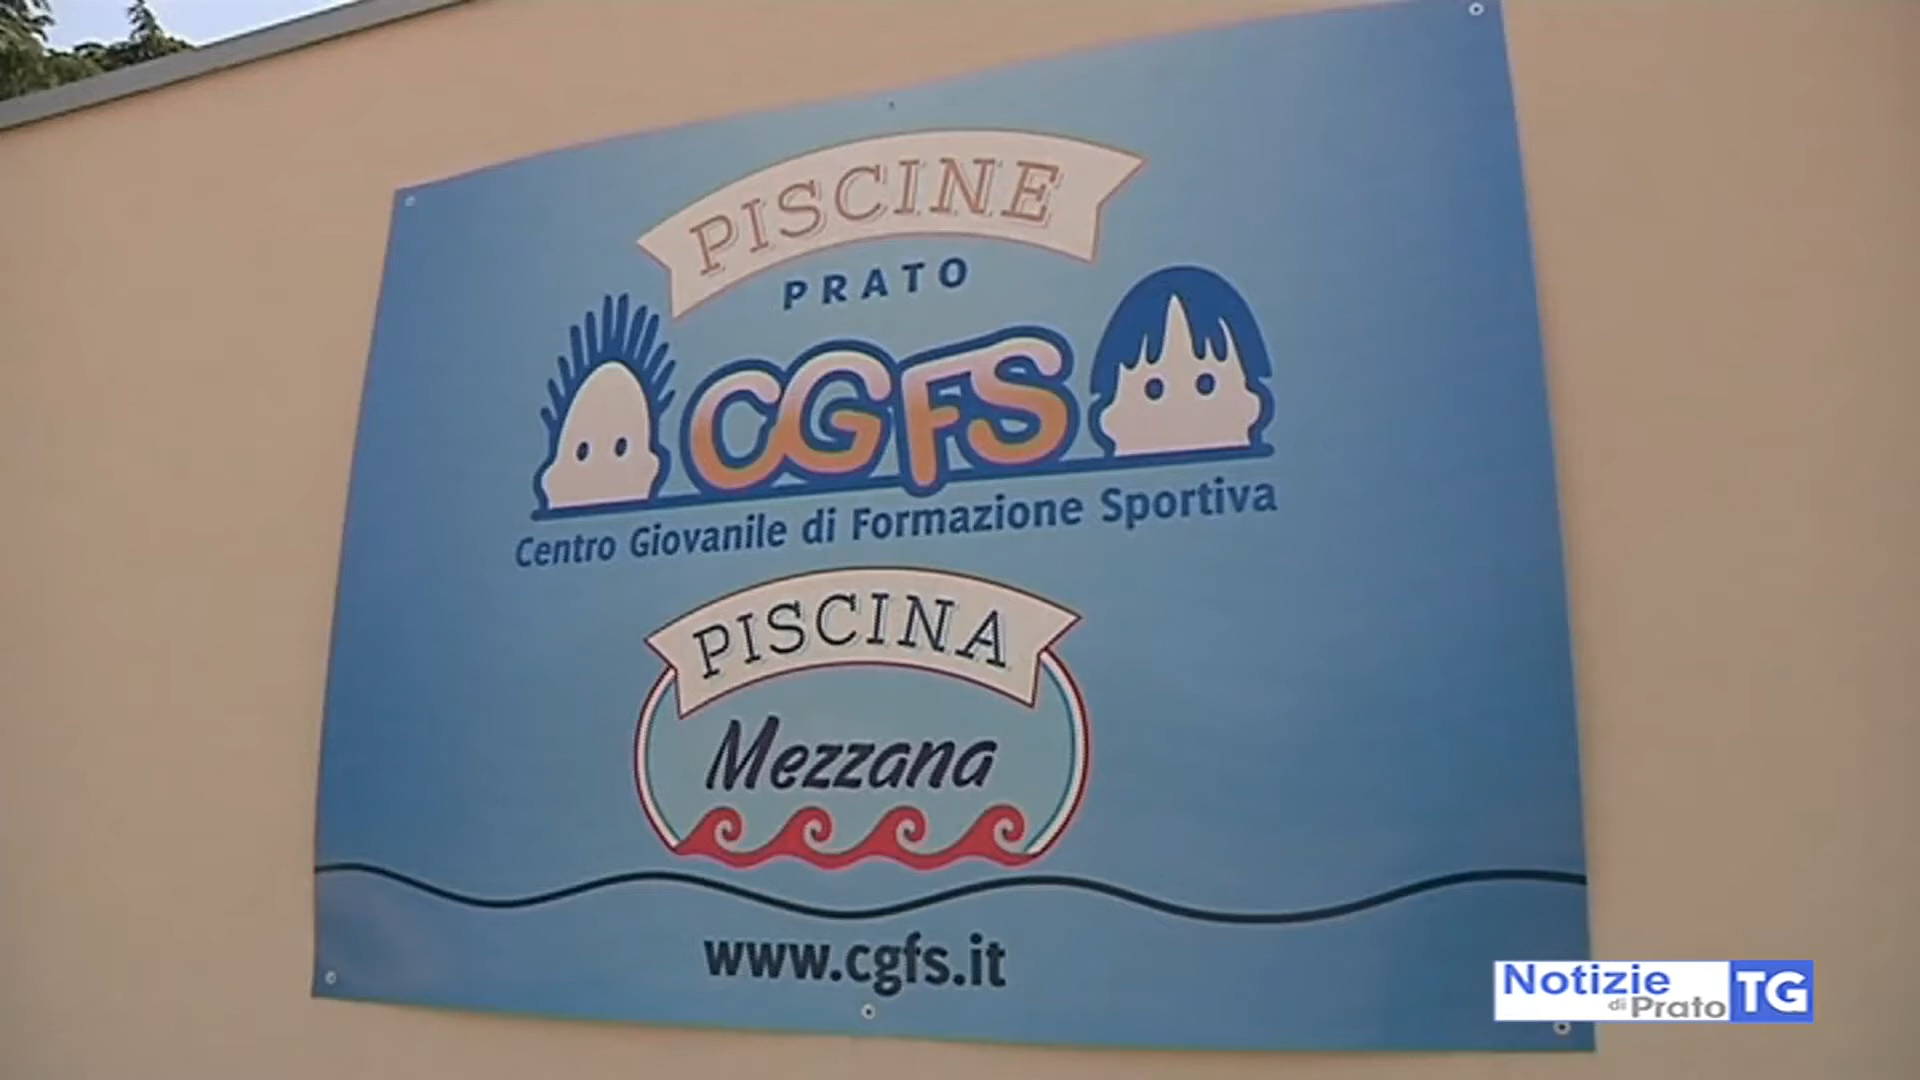 PISCINE
PRATO
CGFS
Centro Giovanile di Formazione Sportiva
PISCINA
Mezzana
www.cgfs.it
Notizie
di Prato
TG